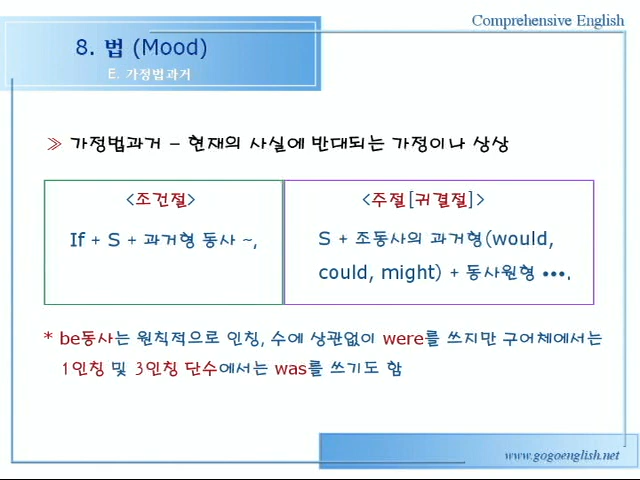 Comprehensive English
8. 법 (Mood)
E. 가정법과거
≫ 가정법과거 – 현재의 사실에 반대되는 가정이나 상상
<조건절>
If + S + 과거형 동사 ~,
<주절[귀결절]>
S + 조동사의 과거형(would,
could, might) + 동사원형 •••.
* be동사는 원칙적으로 인칭, 수에 상관없이 were를 쓰지만 구어체에서는
1인칭 및 3인칭 단수에서는 was를 쓰기도 함
www.gogoenglish.net